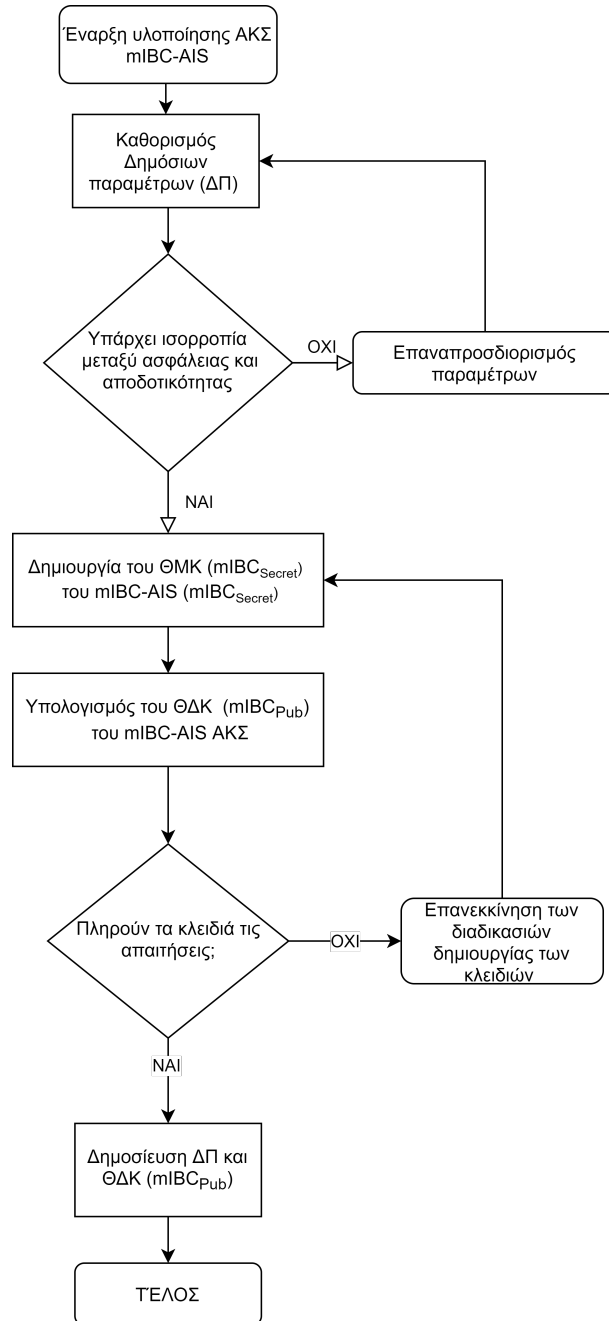 Έναρξη υλοποίησης ΑΚΣ
mIBC-AIS
Καθορισμός
Δημόσιων
παραμέτρων (ΔΠ)
Υπάρχει ισορροπία
μεταξύ ασφάλειας και
αποδοτικότητας
ΟΧΙ
Επαναπροσδιορισμός
παραμέτρων
ΝΑΙ
Δημιουργία του ΘΜΚ (mIBCSecret)
του mIBC-AIS (mIBCSecret)
Υπολογισμός του ΘΔΚ (mIBCPub)
του mIBC-AIS ΑΚΣ
Πληρούν τα κλειδιά τις
απαιτήσεις;
ΟΧΙ
Επανεκκίνηση των
διαδικασιών
δημιουργίας των
κλειδιών
ΝΑΙ
Δημοσίευση ΔΠ και
ΘΔΚ (mIBCPub)
ΤΈΛΟΣ